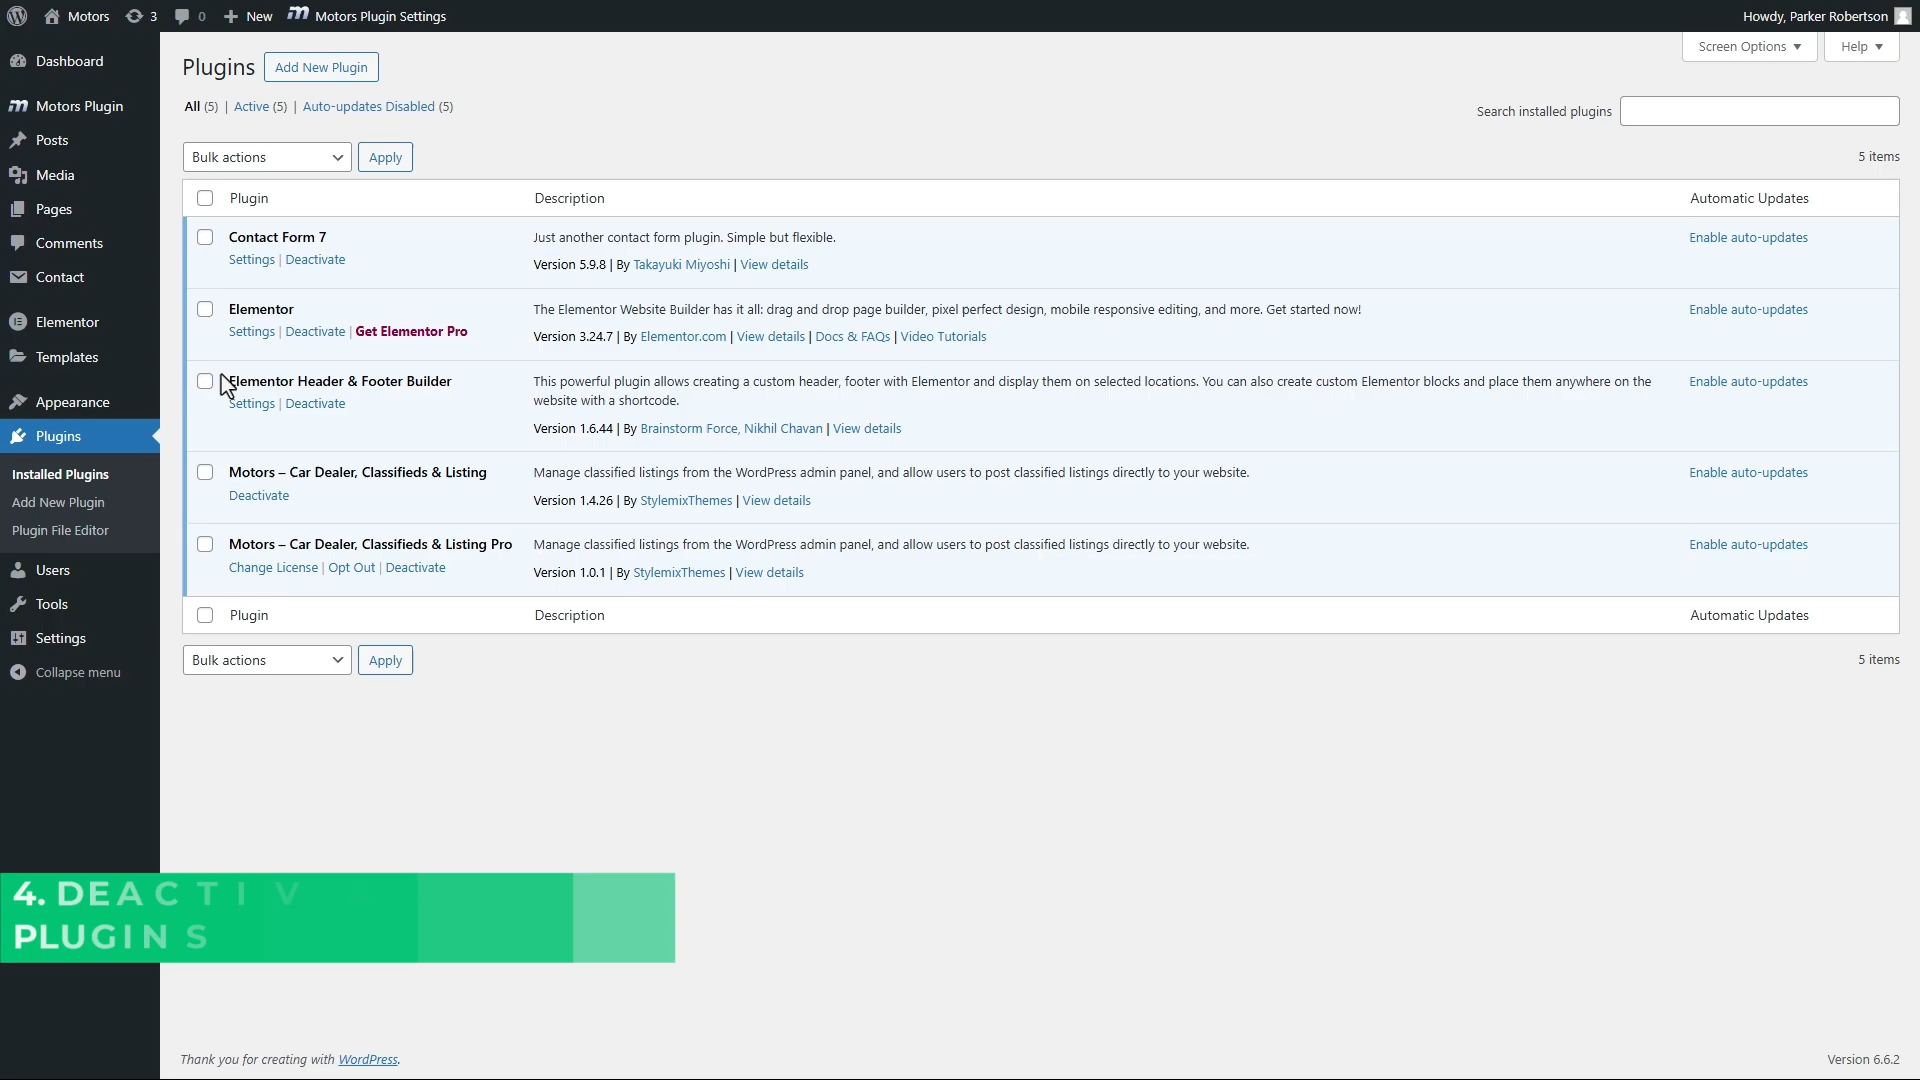 Motors 3 0 New Motors Plugin Settings Howdy, Parker Robertson
Screen Options Help
Dashboard
Motors Plugin
Posts
Media
Pages
Comments
Contact
Elementor
Templates
Appearance
Plugins
Installed Plugins
Add New Plugin
Plugin File Editor
Users
Tools
Settings
Collapse menu
Plugins Add New Plugin
All (5) | Active (5) | Auto-updates Disabled (5)
Search installed plugins
Bulk actions Apply 5 items
Plugin Description Automatic Updates
Contact Form 7 Just another contact form plugin. Simple but flexible. Enable auto-updates
Settings | Deactivate
Version 5.9.8 | By Takayuki Miyoshi | View details
Elementor The Elementor Website Builder has it all: drag and drop page builder, pixel perfect design, mobile responsive editing, and more. Get started now! Enable auto-updates
Settings | Deactivate | Get Elementor Pro
Version 3.24.7 | By Elementor.com | View details | Docs & FAQs | Video Tutorials
Elementor Header & Footer Builder This powerful plugin allows creating a custom header, footer with Elementor and display them on selected locations. You can also create custom Elementor blocks and place them anywhere on the Enable auto-updates
Settings | Deactivate website with a shortcode.
Version 1.6.44 | By Brainstorm Force, Nikhil Chavan | View details
Motors – Car Dealer, Classifieds & Listing Manage classified listings from the WordPress admin panel, and allow users to post classified listings directly to your website. Enable auto-updates
Deactivate Version 1.4.26 | By StylemixThemes | View details
Motors – Car Dealer, Classifieds & Listing Pro Manage classified listings from the WordPress admin panel, and allow users to post classified listings directly to your website. Enable auto-updates
Change License | Opt Out | Deactivate Version 1.0.1 | By StylemixThemes | View details
Plugin Description Automatic Updates
Bulk actions Apply 5 items
4. DEACTIV
PLUGINS
Thank you for creating with WordPress. Version 6.6.2